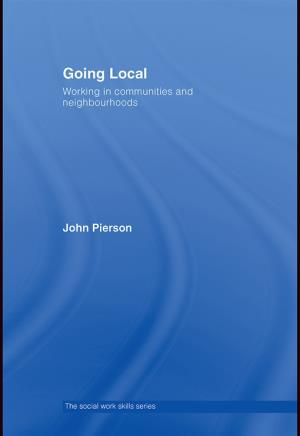 Going Local
Working in communities and
neighbourhoods
John Pierson
The social work skills series